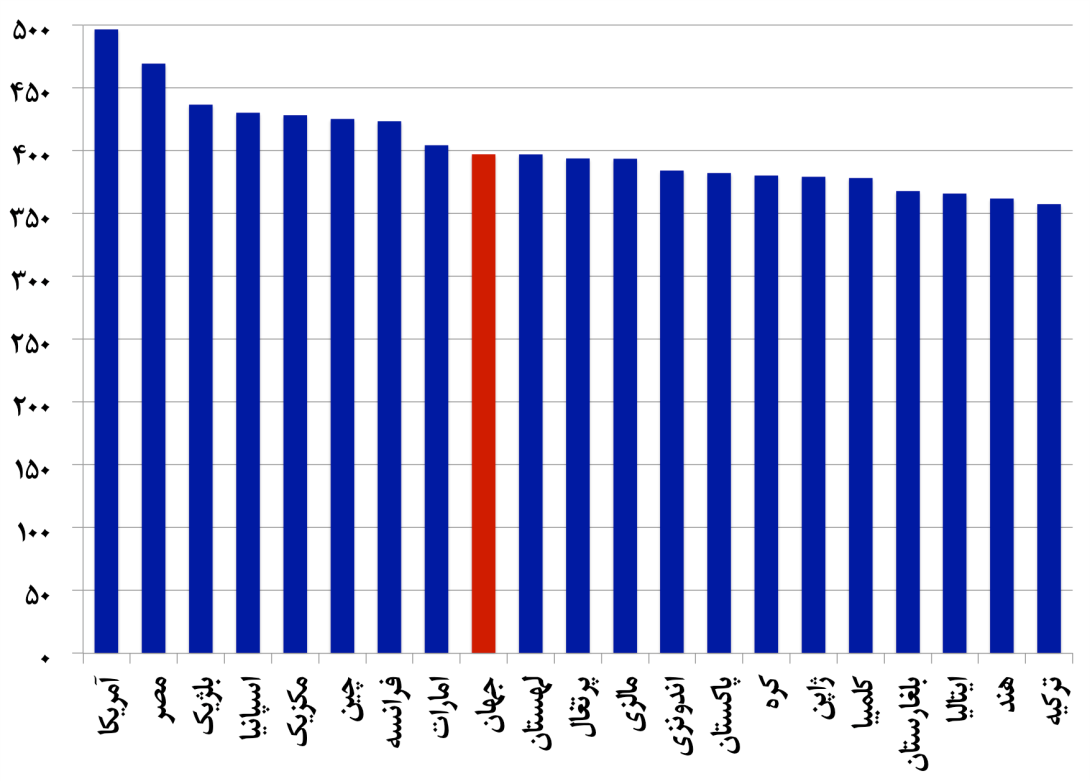 ۵۰۰
۴۵۰
۴۰۰
۳۵۰
۳۰۰
۲۵۰
۲۰۰
۱۵۰
۱۰۰
۵۰
۰
آمریکا
مصر
بلژیک
اسپانیا
مکزیک
چین
فرانسه
امارات
جهان
لهستان
پرتغال
مالزی
اندونزی
پاکستان
کره
ژاپن
کلمبیا
بلغارستان
ایتالیا
هند
ترکیه